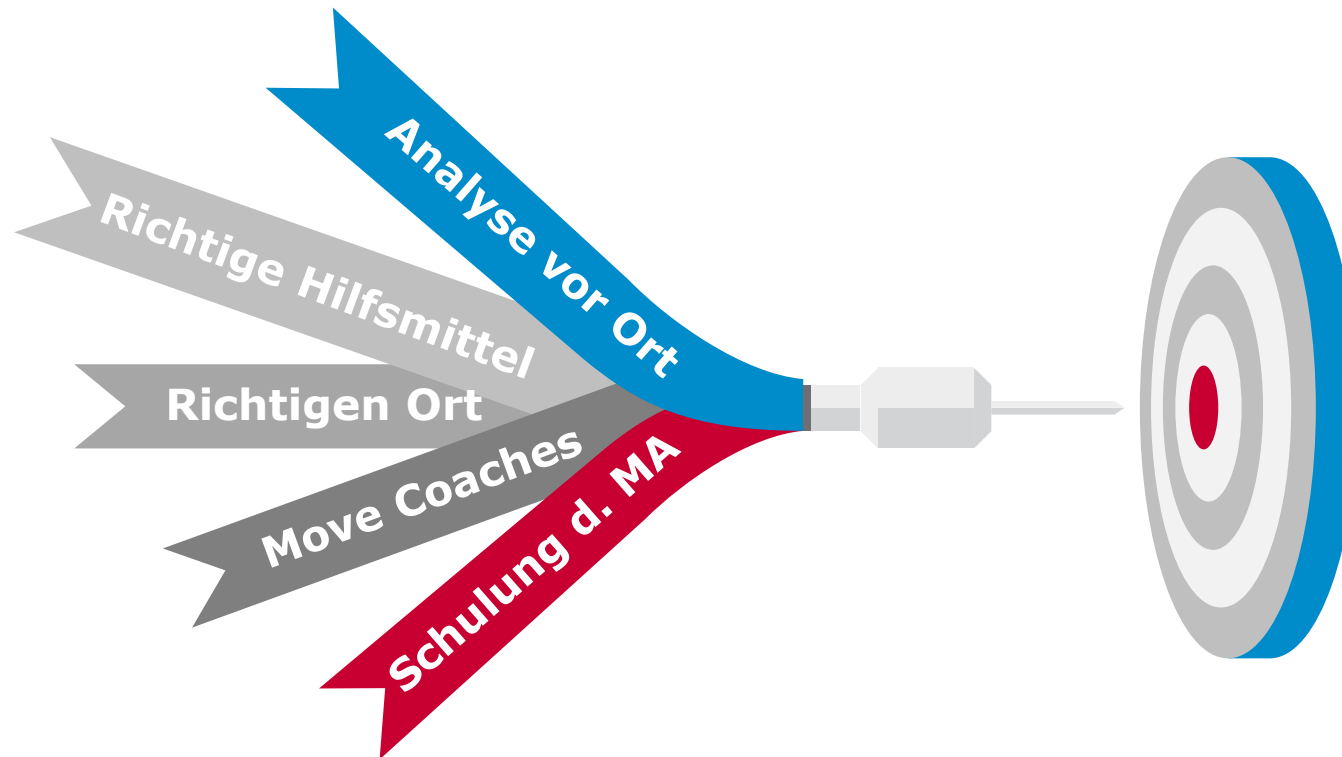 Analyse vor Ort
Richtige Hilfsmittel
Richtigen Ort
Move Coaches
Schulung d. MA